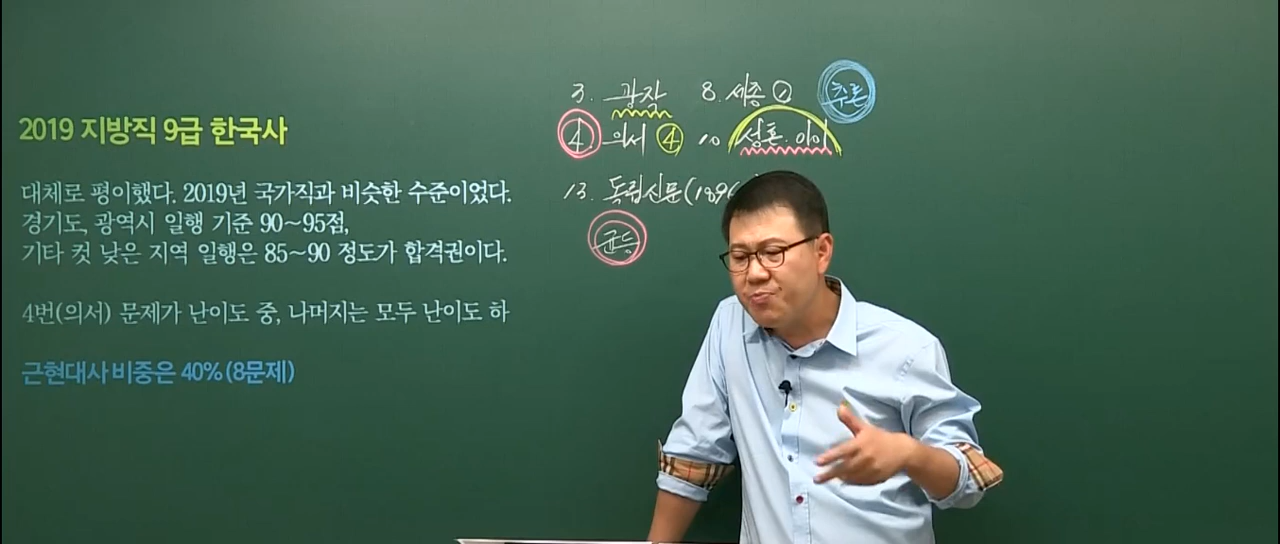 2019 지방직 9급 한국사
대체로 평이했다. 2019년 국가직과 비슷한 수준이었다.
경기도, 광역시 일행 기준 90~95점,
기타 컷 낮은 지역 일행은 85~90 정도가 합격권이다.
4번(의서) 문제가 난이도 중, 나머지는 모두 난이도 하
근현대사 비중은 40% (8문제)
3. 광작 8. 세종 추론
4. 의서 ④ 10 성혼. 이이
13. 독립신문(1896
균등